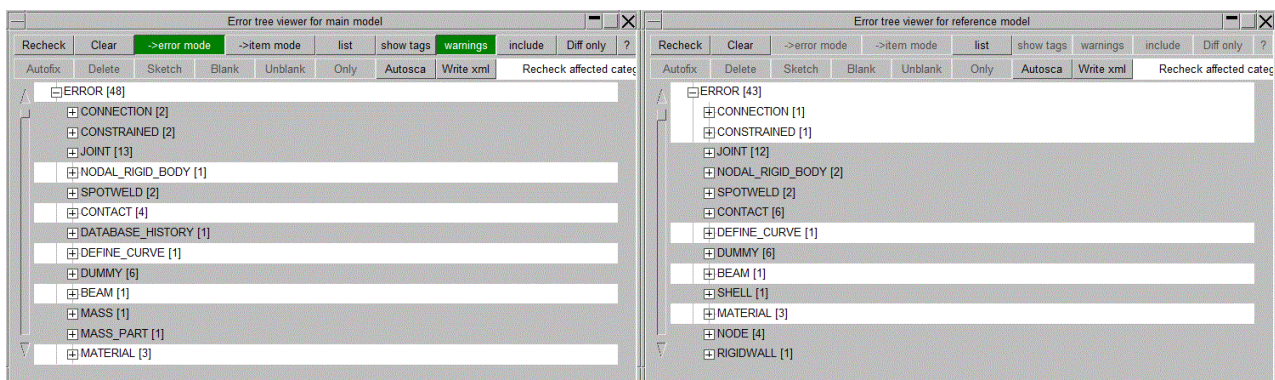 Error tree viewer for main model
Recheck Clear ->error mode ->item mode list show tags warnings include Diff only ?
Autofix Delete Sketch Blank Unblank Only Autosca Write xml Recheck affected categ
ERROR [48]
CONNECTION [2]
CONSTRAINED [2]
JOINT [13]
NODAL_RIGID_BODY [1]
SPOTWELD [2]
CONTACT [4]
DATABASE_HISTORY [1]
DEFINE_CURVE [1]
DUMMY [6]
BEAM [1]
MASS [1]
MASS_PART [1]
MATERIAL [3]
Error tree viewer for reference model
Recheck Clear ->error mode ->item mode list show tags warnings include Diff only ?
Autofix Delete Sketch Blank Unblank Only Autosca Write xml Recheck affected categ
ERROR [43]
CONNECTION [1]
CONSTRAINED [1]
JOINT [12]
NODAL_RIGID_BODY [2]
SPOTWELD [2]
CONTACT [6]
DEFINE_CURVE [1]
DUMMY [6]
BEAM [1]
SHELL [1]
MATERIAL [3]
NODE [4]
RIGIDWALL [1]